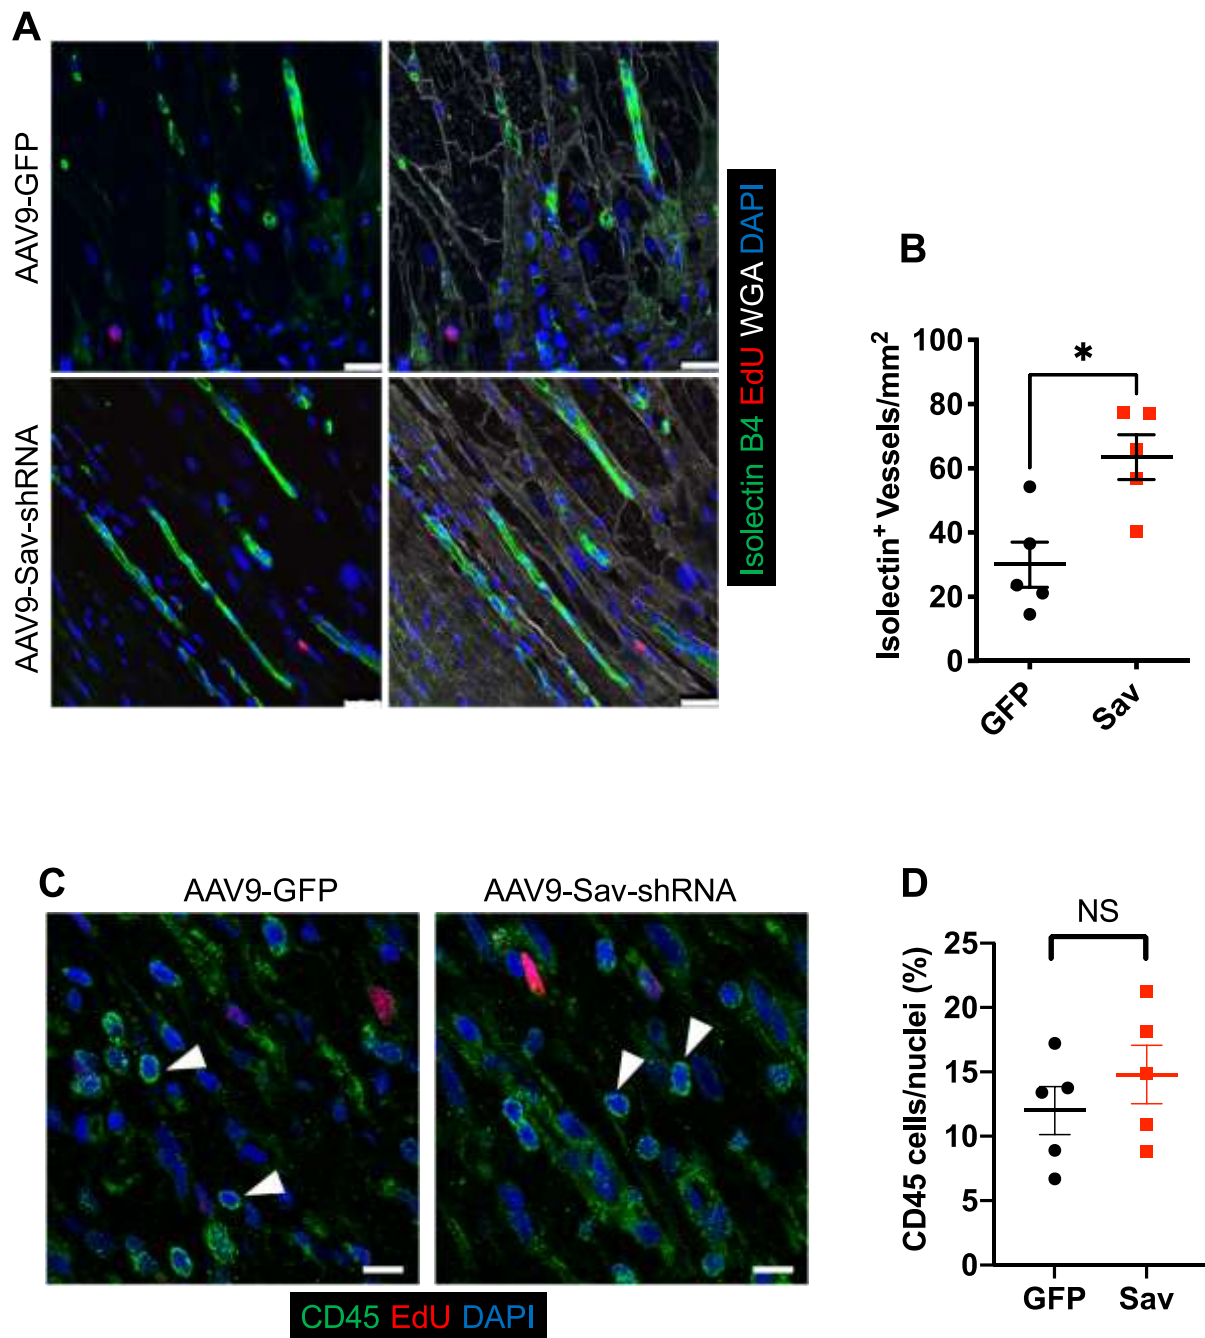 A
AAV9-GFP
AAV9-Sav-shRNA
Isolectin B4 EdU WGA DAPI
B
Isolectin⁺ Vessels/mm²
100
80
60
40
20
0
*
GFP
Sav
C
AAV9-GFP
AAV9-Sav-shRNA
CD45 EdU DAPI
D
NS
CD45 cells/nuclei (%)
25
20
15
10
5
0
GFP
Sav